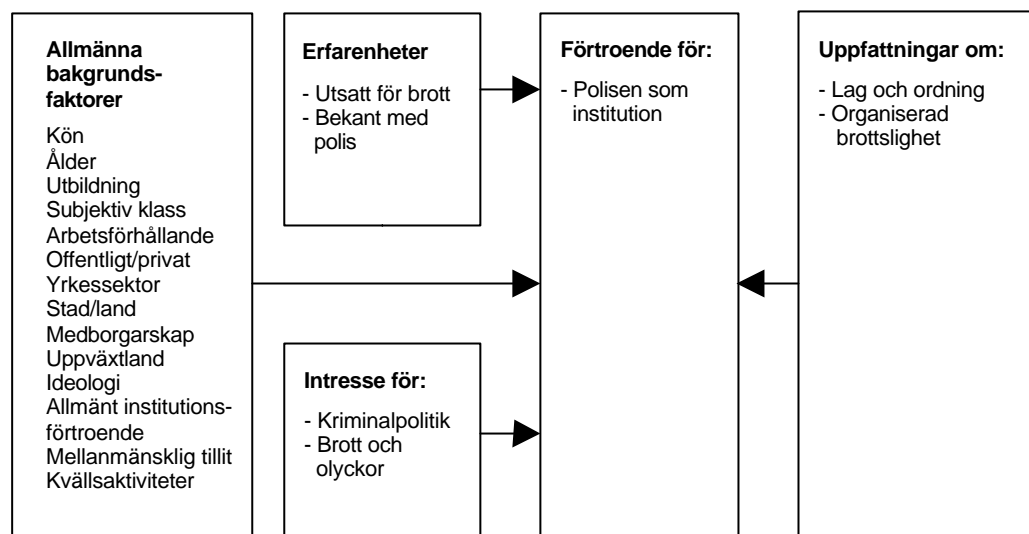 Allmänna
bakgrunds-
faktorer
Kön
Ålder
Utbildning
Subjektiv klass
Arbetsförhållande
Offentligt/privat
Yrkessektor
Stad/land
Medborgarskap
Uppväxtland
Ideologi
Allmänt institutions-
förtroende
Mellanmänsklig tillit
Kvällsaktiviteter
Erfarenheter
- Utsatt för brott
- Bekant med
polis
Intresse för:
- Kriminalpolitik
- Brott och
olyckor
Förtroende för:
- Polisen som
institution
Uppfattningar om:
- Lag och ordning
- Organiserad
brottslighet